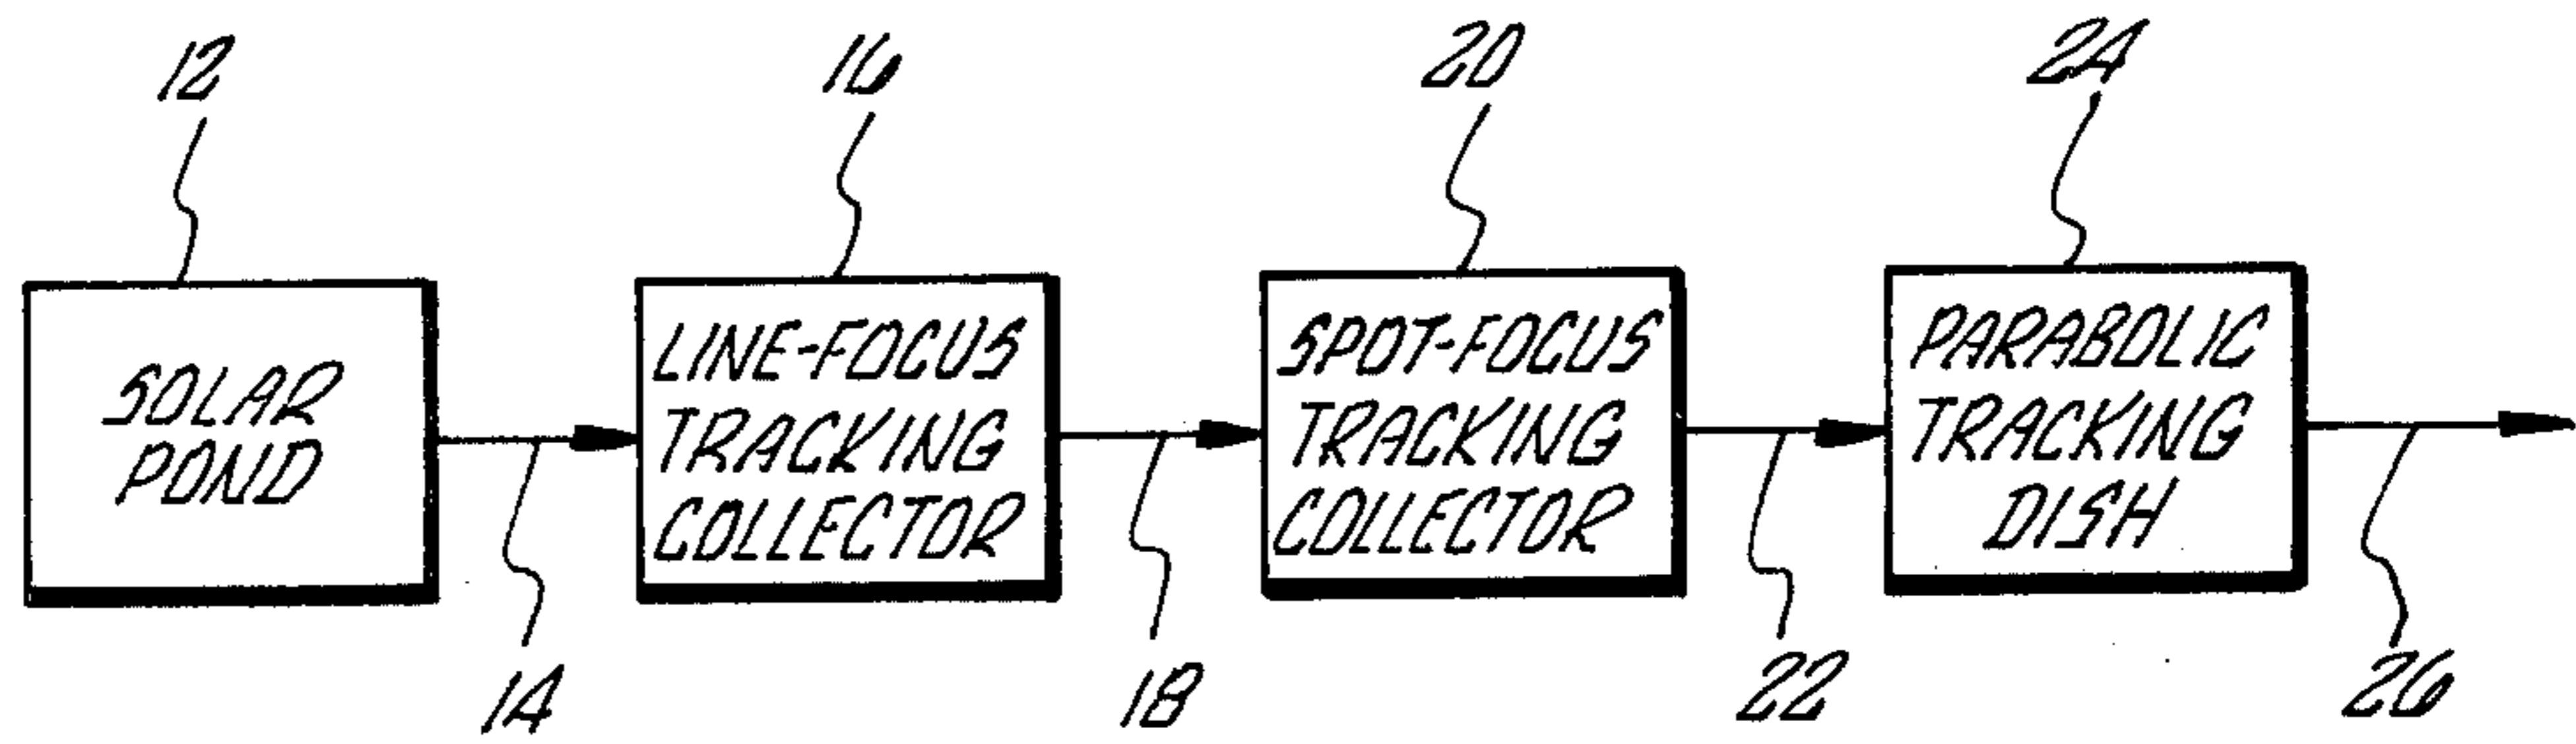 12
16
20
24
SOLAR
POND
LINE-FOCUS
TRACKING
COLLECTOR
SPOT-FOCUS
TRACKING
COLLECTOR
PARABOLIC
TRACKING
DISH
14
18
22
26